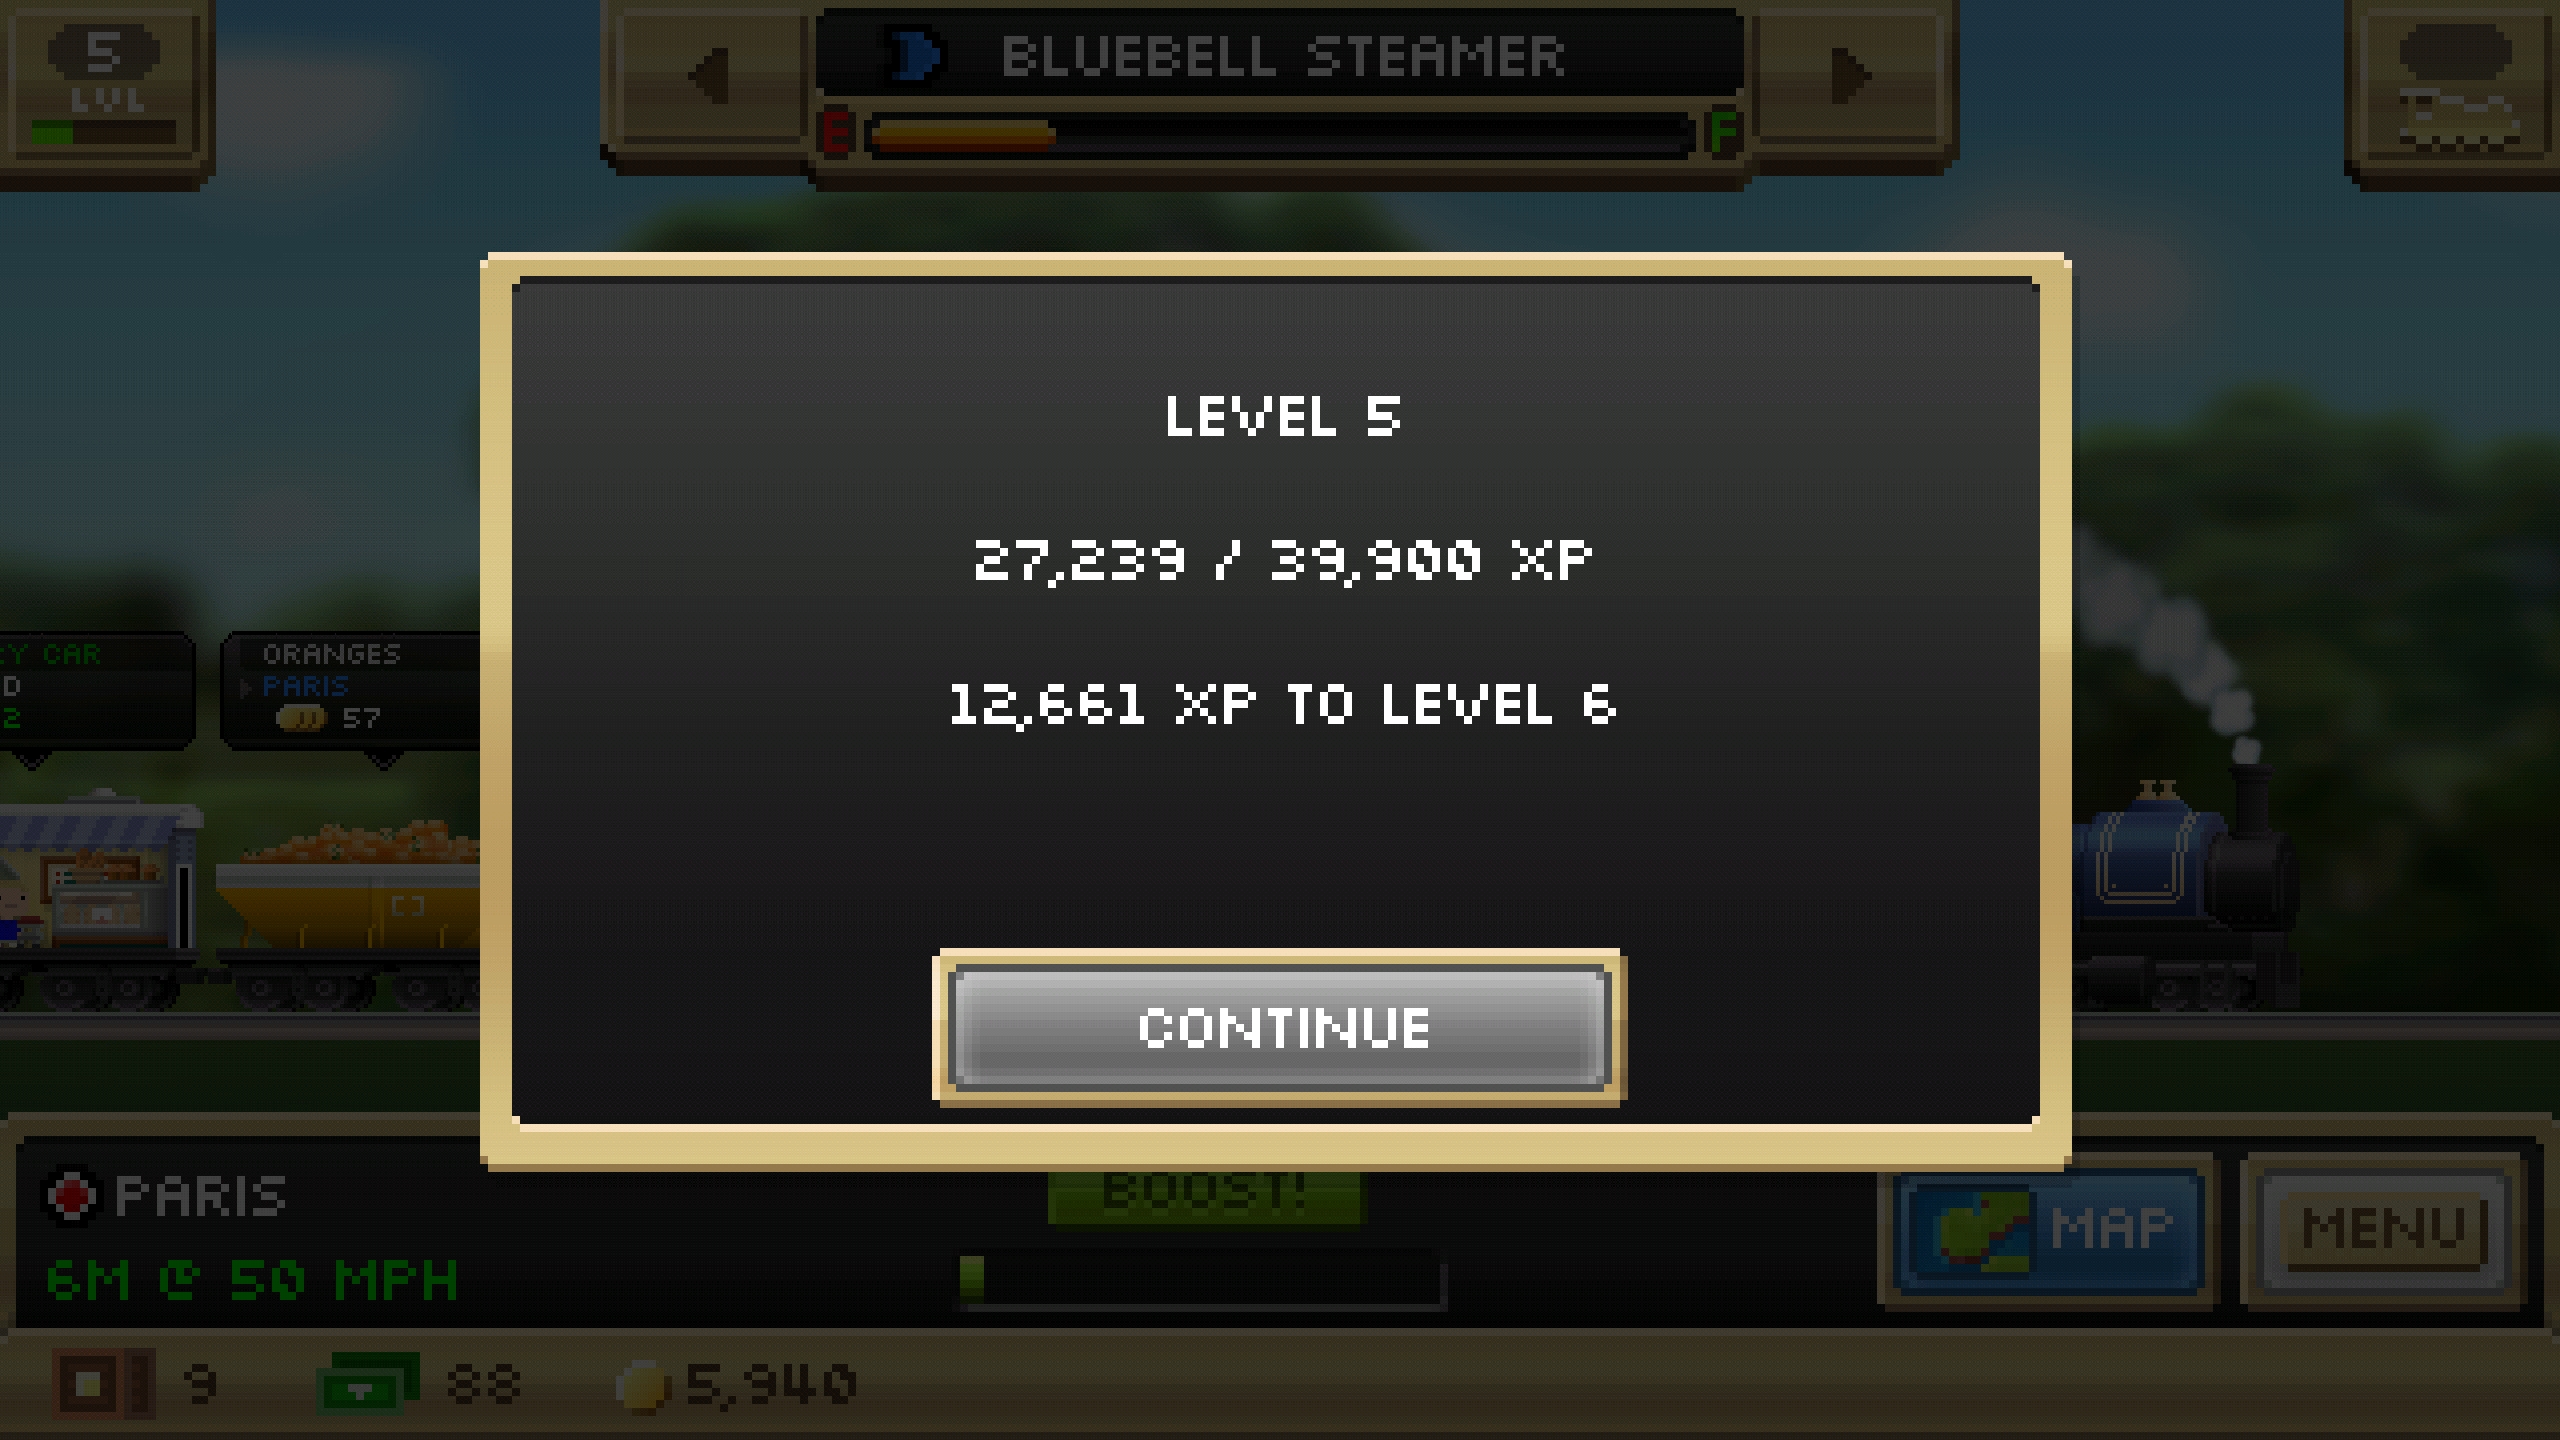 5
LVL
BLUEBELL STEAMER
E
F
LEVEL 5
27,239 / 39,900 XP
12,661 XP TO LEVEL 6
CONTINUE
CAR
ORANGES
PARIS
57
PARIS
6M @ 50 MPH
BOOST!
MAP
MENU
9
88
5,940